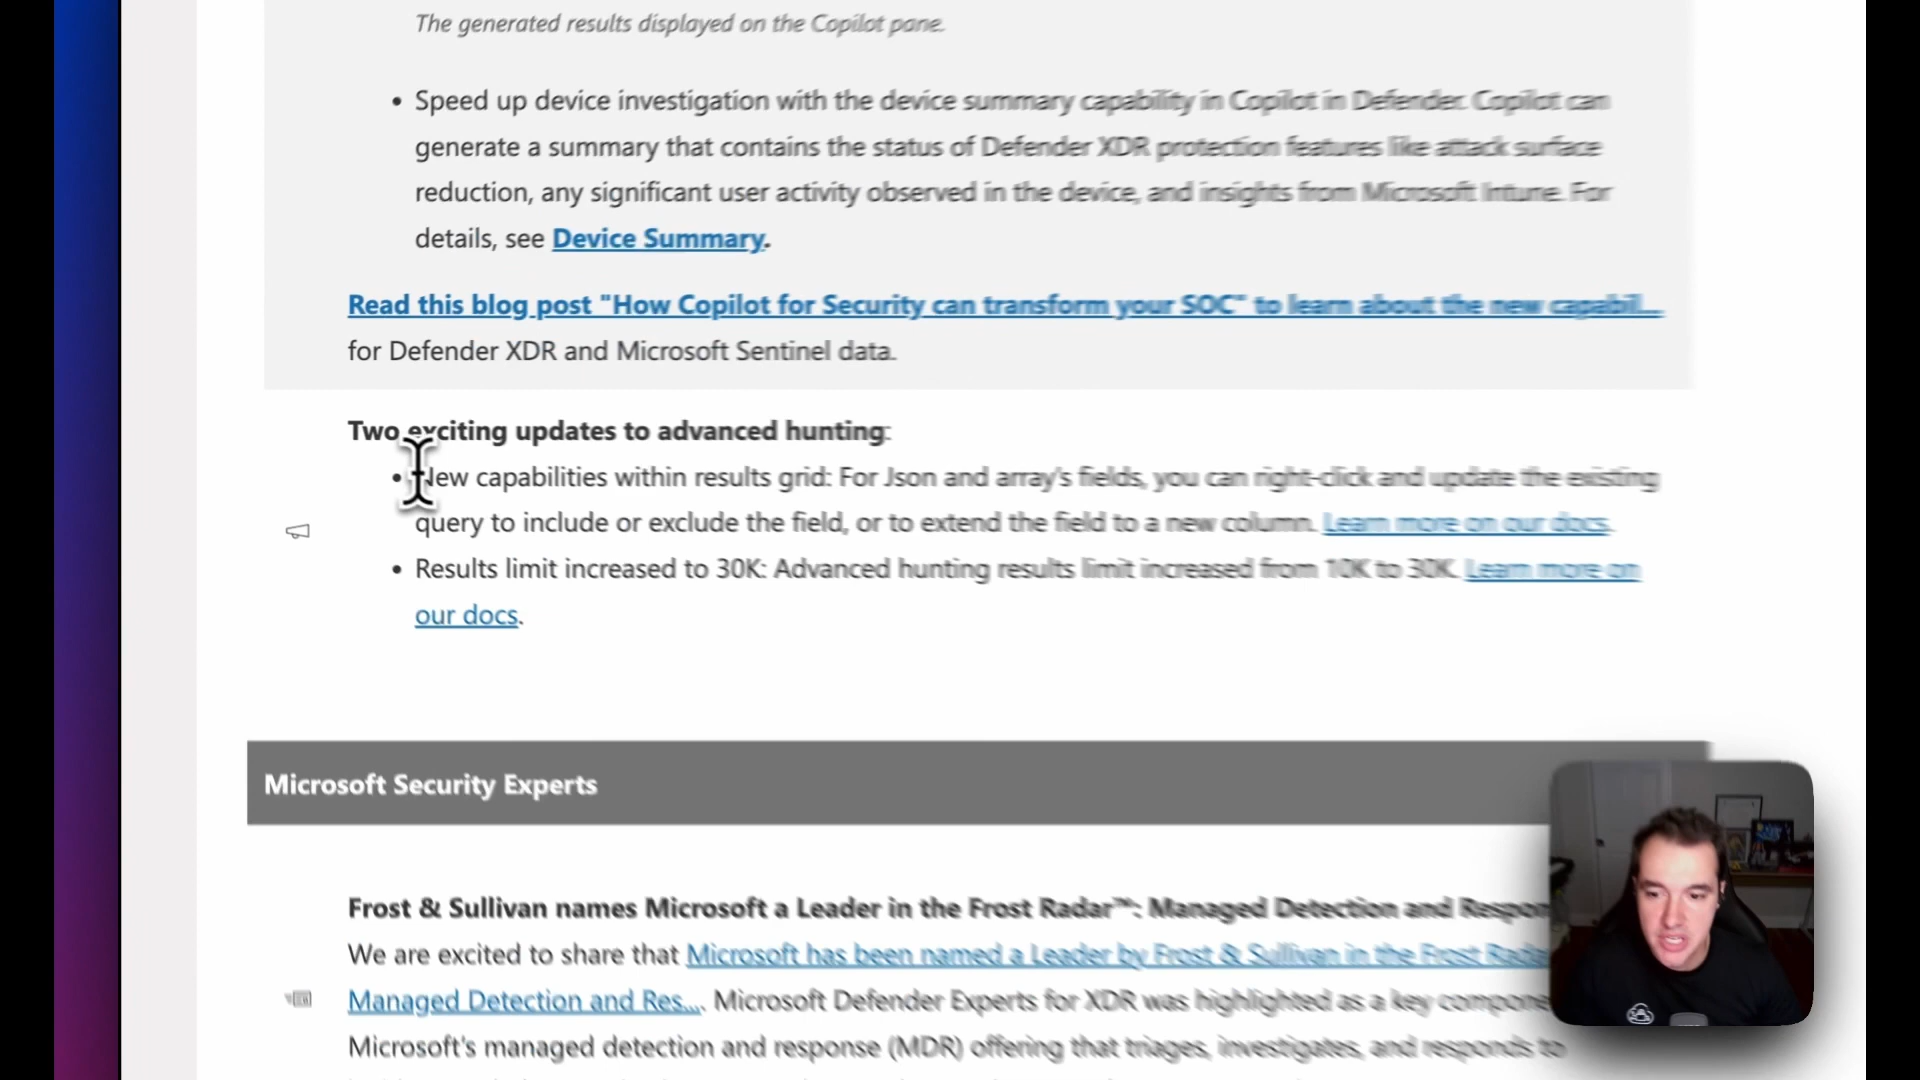 The generated results displayed on the Copilot pane.
• Speed up device investigation with the device summary capability in Copilot in Defender. Copilot can
generate a summary that contains the status of Defender XDR protection features like attack surface
reduction, any significant user activity observed in the device, and insights from Microsoft Intune. For
details, see Device Summary.
Read this blog post "How Copilot for Security can transform your SOC" to learn about the new capabil...
for Defender XDR and Microsoft Sentinel data.
Two exciting updates to advanced hunting:
• New capabilities within results grid: For Json and array's fields, you can right-click and update the existing
query to include or exclude the field, or to extend the field to a new column. Learn more on our docs.
• Results limit increased to 30K: Advanced hunting results limit increased from 10K to 30K. Learn more on
our docs.
Microsoft Security Experts
Frost & Sullivan names Microsoft a Leader in the Frost Radar™: Managed Detection and Respon
We are excited to share that Microsoft has been named a Leader by Frost & Sullivan in the Frost Rada
Managed Detection and Res... Microsoft Defender Experts for XDR was highlighted as a key compone
Microsoft's managed detection and response (MDR) offering that triages, investigates, and responds to